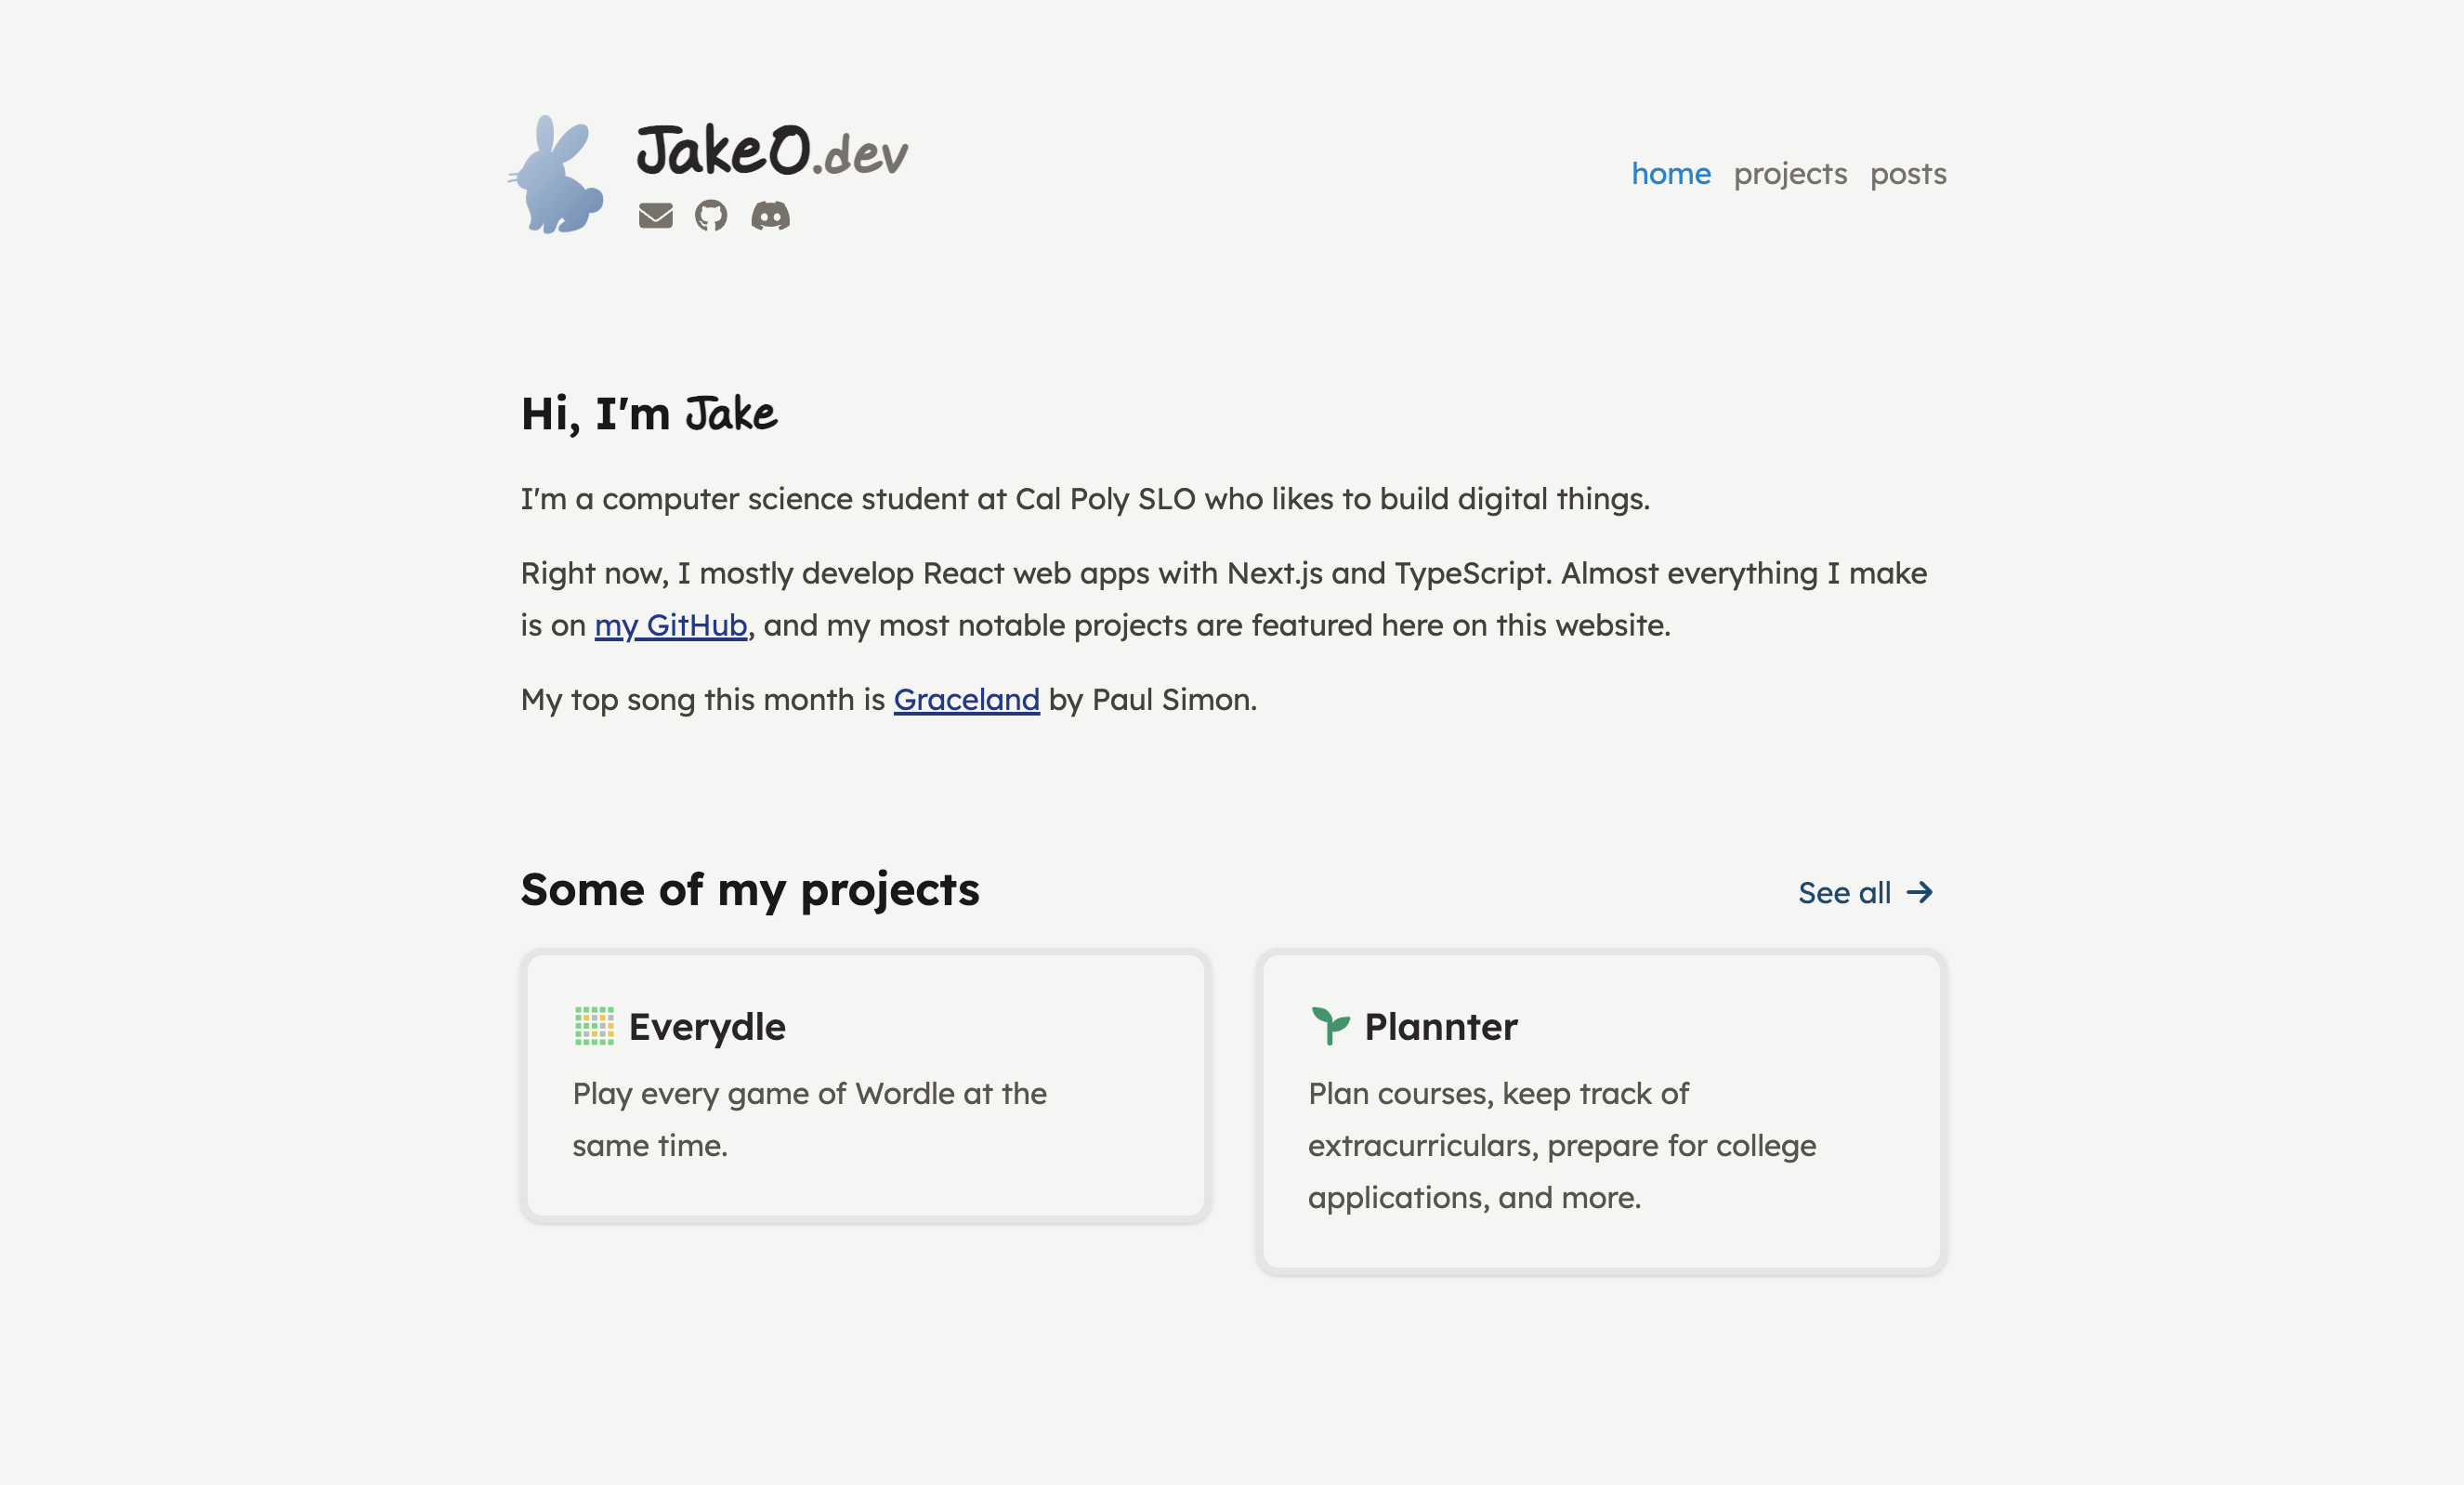 JakeO.dev
home projects posts
Hi, I'm Jake
I'm a computer science student at Cal Poly SLO who likes to build digital things.
Right now, I mostly develop React web apps with Next.js and TypeScript. Almost everything I make
is on my GitHub, and my most notable projects are featured here on this website.
My top song this month is Graceland by Paul Simon.
Some of my projects
See all →
Everydle
Play every game of Wordle at the
same time.
Plannter
Plan courses, keep track of
extracurriculars, prepare for college
applications, and more.